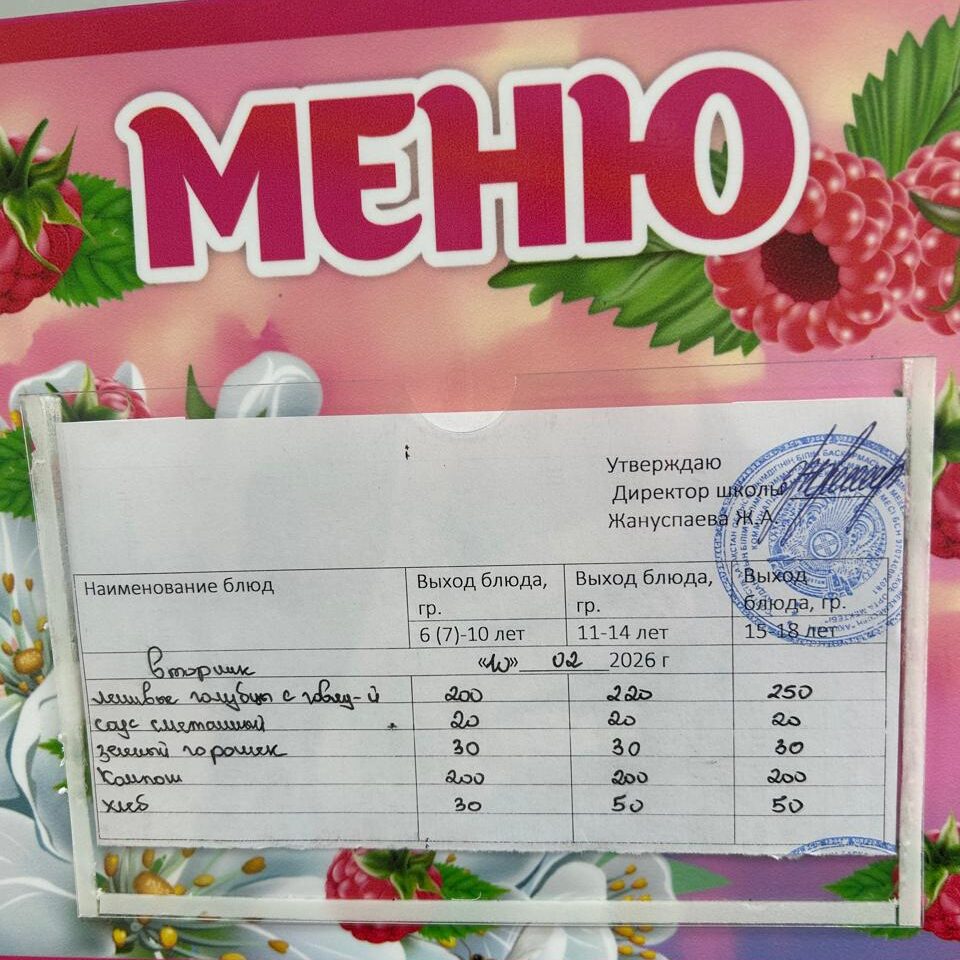 МЕНЮ
Утверждаю
Директор школы
Жануспаева Ж.А.
Наименование блюд Выход блюда, гр. Выход блюда, гр. Выход блюда, гр.
6 (7)-10 лет 11-14 лет 15-18 лет
Вторник «10» 02 2026 г
ленивые голубцы с говяд-й 200 220 250
соус сметанный 20 20 20
зеленый горошек 30 30 30
Компот 200 200 200
хлеб 30 50 50